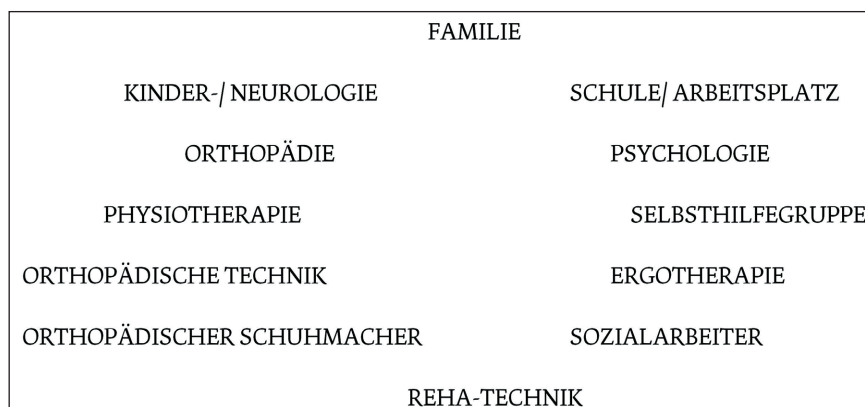 FAMILIE
KINDER-/ NEUROLOGIE SCHULE/ ARBEITSPLATZ
ORTHOPÄDIE PSYCHOLOGIE
PHYSIOTHERAPIE SELBSTHILFEGRUPPE
ORTHOPÄDISCHE TECHNIK ERGOTHERAPIE
ORTHOPÄDISCHER SCHUHMACHER SOZIALARBEITER
REHA-TECHNIK